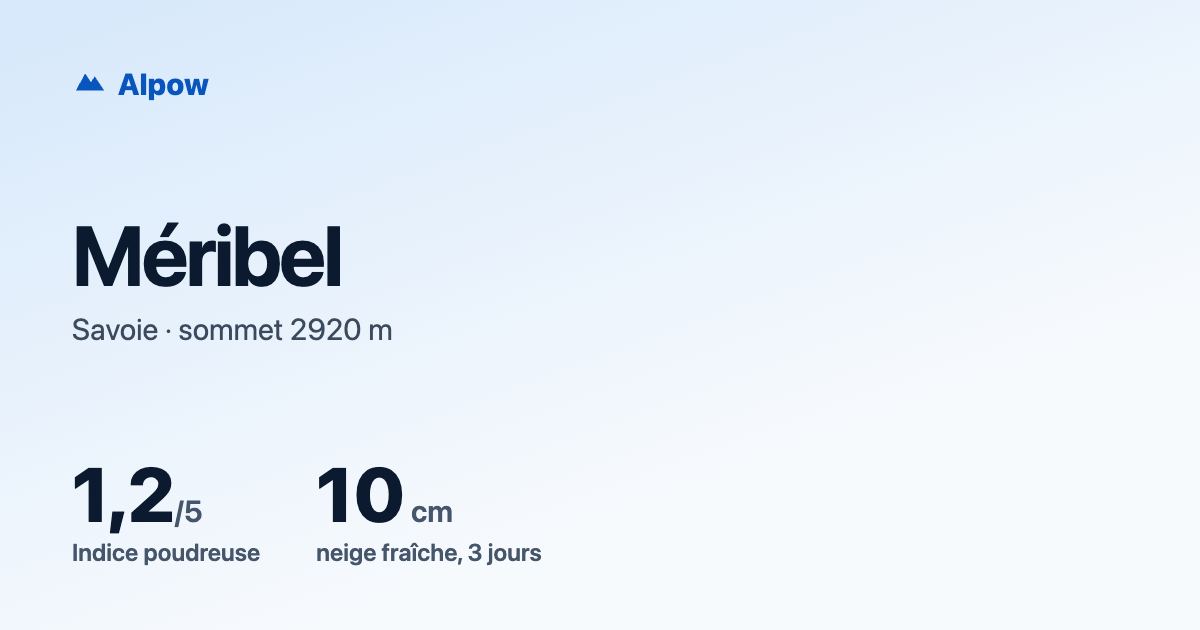 Alpow
Méribel
Savoie · sommet 2920 m
1,2/5
Indice poudreuse
10 cm
neige fraîche, 3 jours